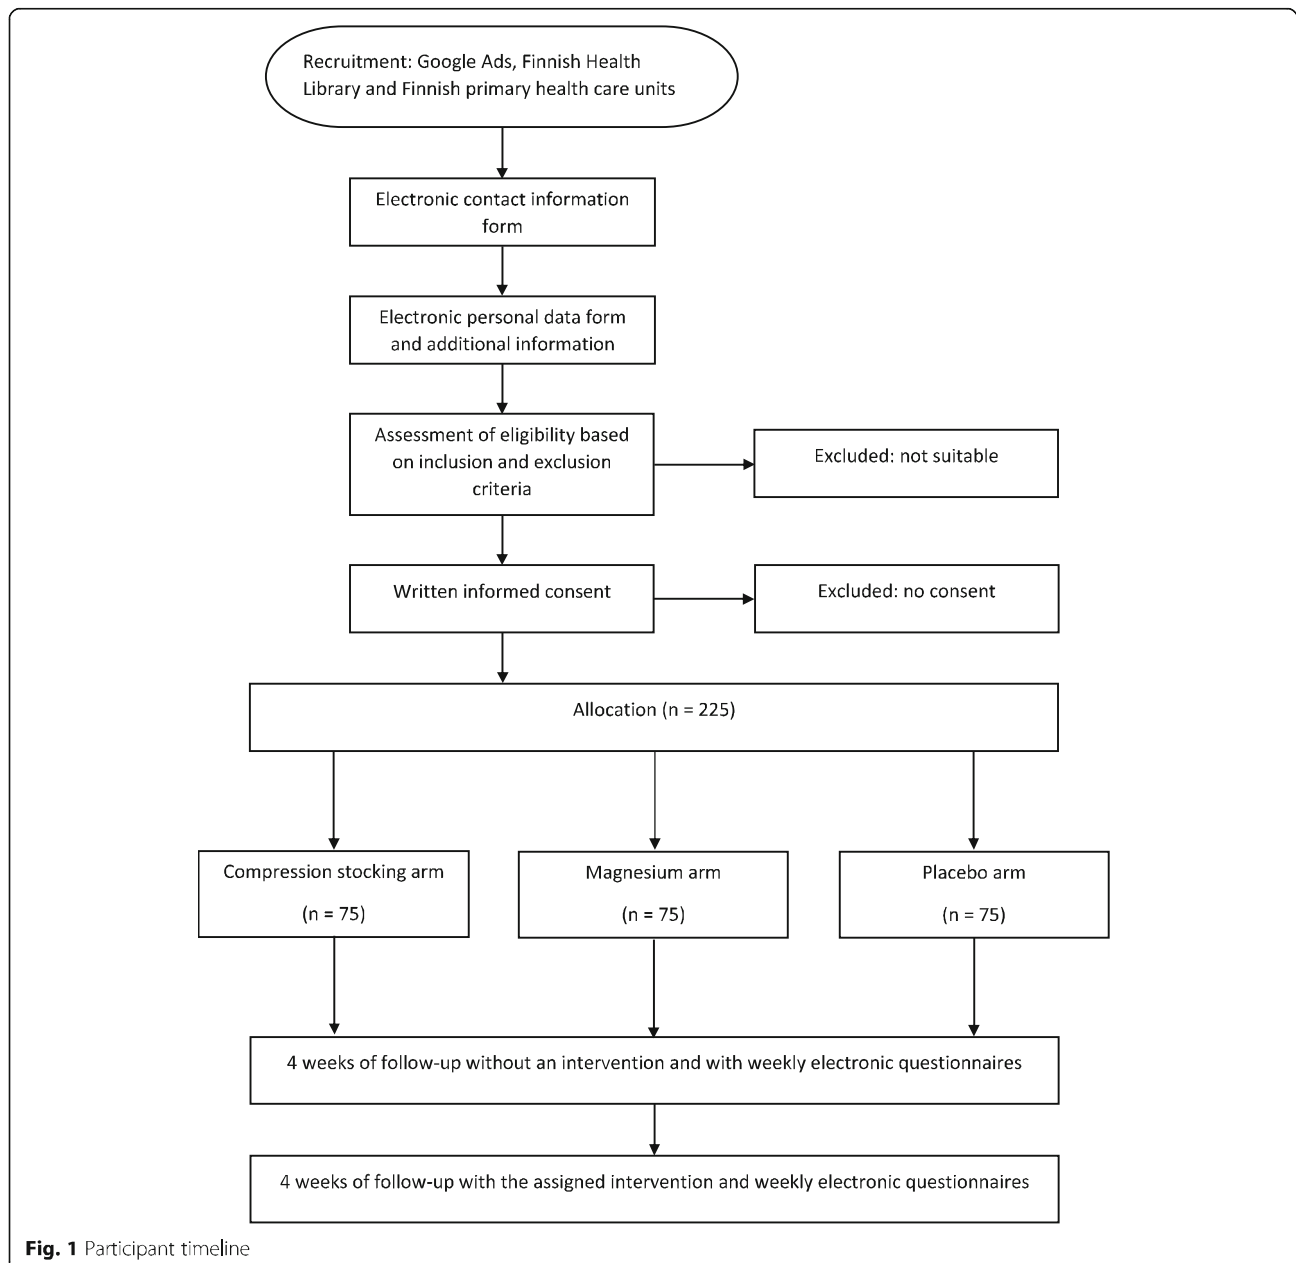 Recruitment: Google Ads, Finnish Health
Library and Finnish primary health care units
Electronic contact information
form
Electronic personal data form
and additional information
Assessment of eligibility based
on inclusion and exclusion
criteria
Excluded: not suitable
Written informed consent
Excluded: no consent
Allocation (n = 225)
Compression stocking arm
(n = 75)
Magnesium arm
(n = 75)
Placebo arm
(n = 75)
4 weeks of follow-up without an intervention and with weekly electronic questionnaires
4 weeks of follow-up with the assigned intervention and weekly electronic questionnaires
Fig. 1 Participant timeline